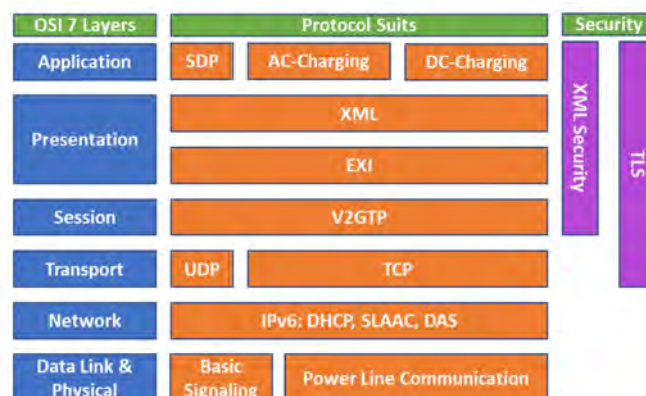 OSI 7 Layers
Protocol Suits
Security
Application
SDP
AC-Charging
DC-Charging
XML Security
TLS
Presentation
XML
EXI
Session
V2GTP
Transport
UDP
TCP
Network
IPv6: DHCP, SLAAC, DAS
Data Link &
Physical
Basic
Signaling
Power Line Communication